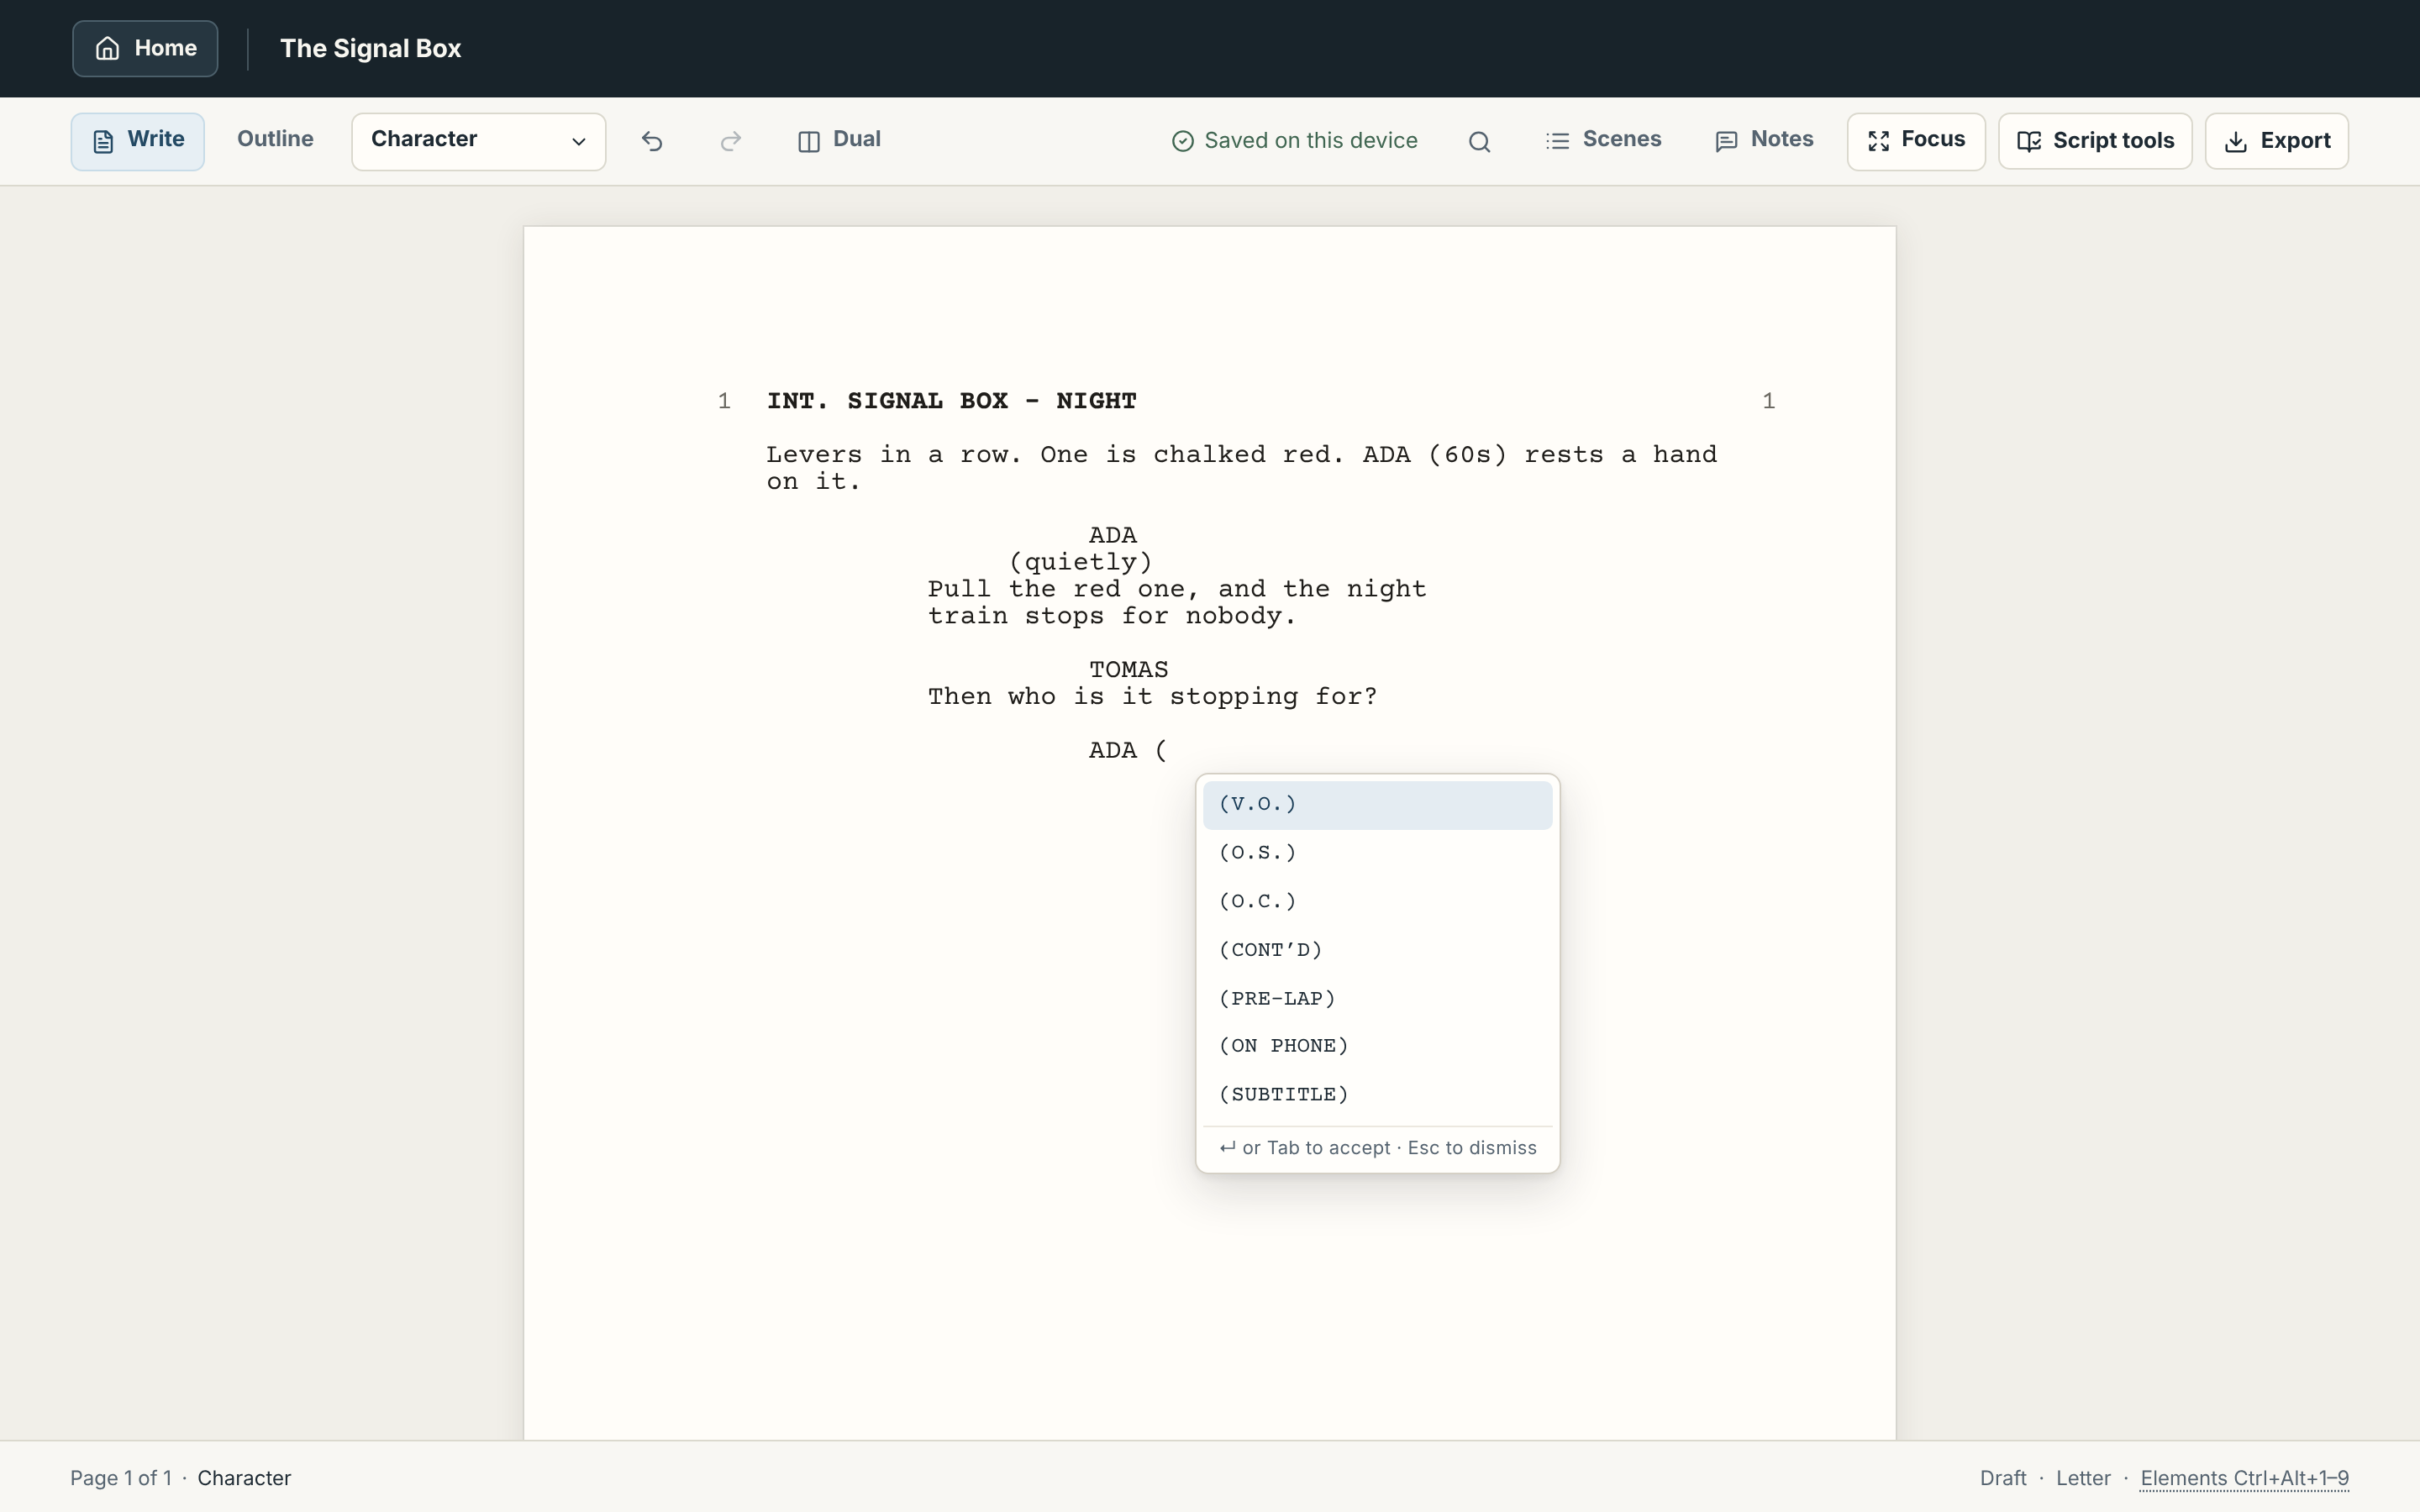 Home
The Signal Box
Write
Outline
Character
Dual
Saved on this device
Scenes
Notes
Focus
Script tools
Export
1 INT. SIGNAL BOX - NIGHT 1
Levers in a row. One is chalked red. ADA (60s) rests a hand
on it.
ADA
(quietly)
Pull the red one, and the night
train stops for nobody.
TOMAS
Then who is it stopping for?
ADA (
(V.O.)
(O.S.)
(O.C.)
(CONT’D)
(PRE-LAP)
(ON PHONE)
(SUBTITLE)
↵ or Tab to accept · Esc to dismiss
Page 1 of 1 · Character
Draft · Letter · Elements Ctrl+Alt+1–9